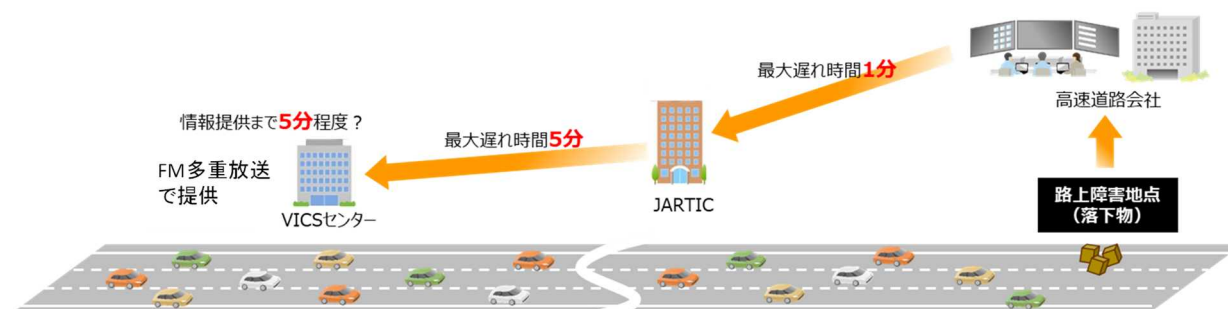 最大遅れ時間1分
高速道路会社
情報提供まで5分程度？
最大遅れ時間5分
FM多重放送
で提供
VICSセンター
JARTIC
路上障害地点
（落下物）